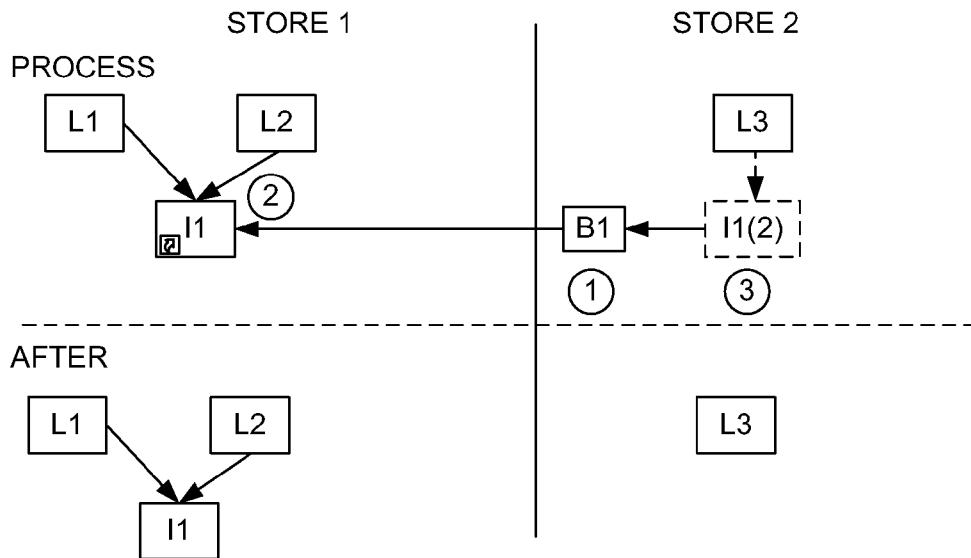 STORE 1
STORE 2
PROCESS
L1
L2
L3
2
I1
B1
I1(2)
1
3
AFTER
L1
L2
L3
I1